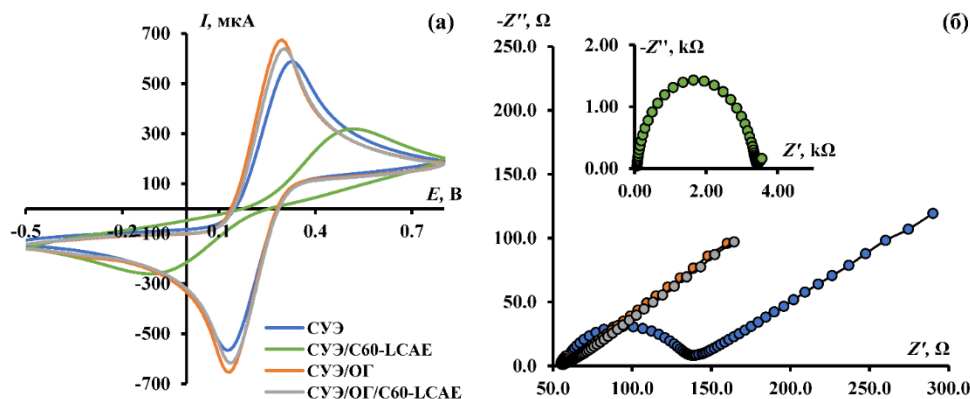 I, мкА
(а)
700
500
300
100
-100
-300
-500
-700
-0.5
-0.2
0.1
0.4
0.7
E, В
СУЭ
СУЭ/C60-LCAE
СУЭ/ОГ
СУЭ/ОГ/C60-LCAE
-Z'', Ω
(б)
250.0
200.0
150.0
100.0
50.0
0.0
50.0
100.0
150.0
200.0
250.0
300.0
Z', Ω
-Z'', kΩ
2.00
1.00
0.00
0.00
2.00
4.00
Z', kΩ